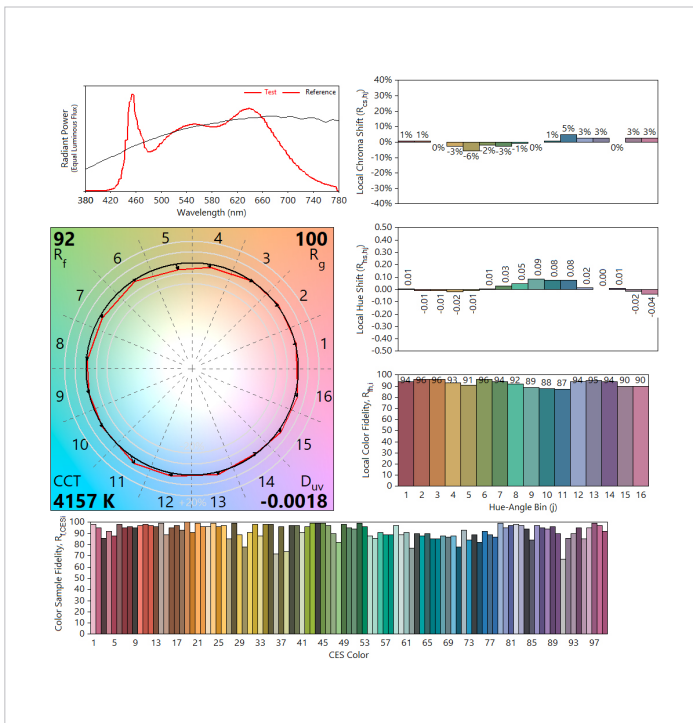 Test
Reference
Radiant Power
(Equal Luminous Flux)
380 420 460 500 540 580 620 660 700 740 780
Wavelength (nm)
Local Chroma Shift (Rcs,hj)
40%
30%
20%
10%
0%
-10%
-20%
-30%
-40%
1% 1% 0% -3% -6% -2% -3% -1% 0% 1% 5% 3% 3% 0% 3% 3%
92
Rf
100
Rg
CCT
4157 K
Duv
-0.0018
1 2 3 4 5 6 7 8 9 10 11 12 13 14 15 16
Local Hue Shift (Rhs,hj)
0.50
0.40
0.30
0.20
0.10
0.00
-0.10
-0.20
-0.30
-0.40
-0.50
0.01 -0.01 -0.01 -0.02 -0.01 0.01 0.03 0.05 0.09 0.08 0.08 0.02 0.00 0.01 -0.02 -0.04
Local Color Fidelity, Rfh,i
100
90
80
70
60
50
40
30
20
10
0
94 96 96 93 91 96 94 92 89 88 87 94 95 94 90 90
1 2 3 4 5 6 7 8 9 10 11 12 13 14 15 16
Hue-Angle Bin (j)
Color Sample Fidelity, Rf,CESi
100
90
80
70
60
50
40
30
20
10
0
1 5 9 13 17 21 25 29 33 37 41 45 49 53 57 61 65 69 73 77 81 85 89 93 97
CES Color